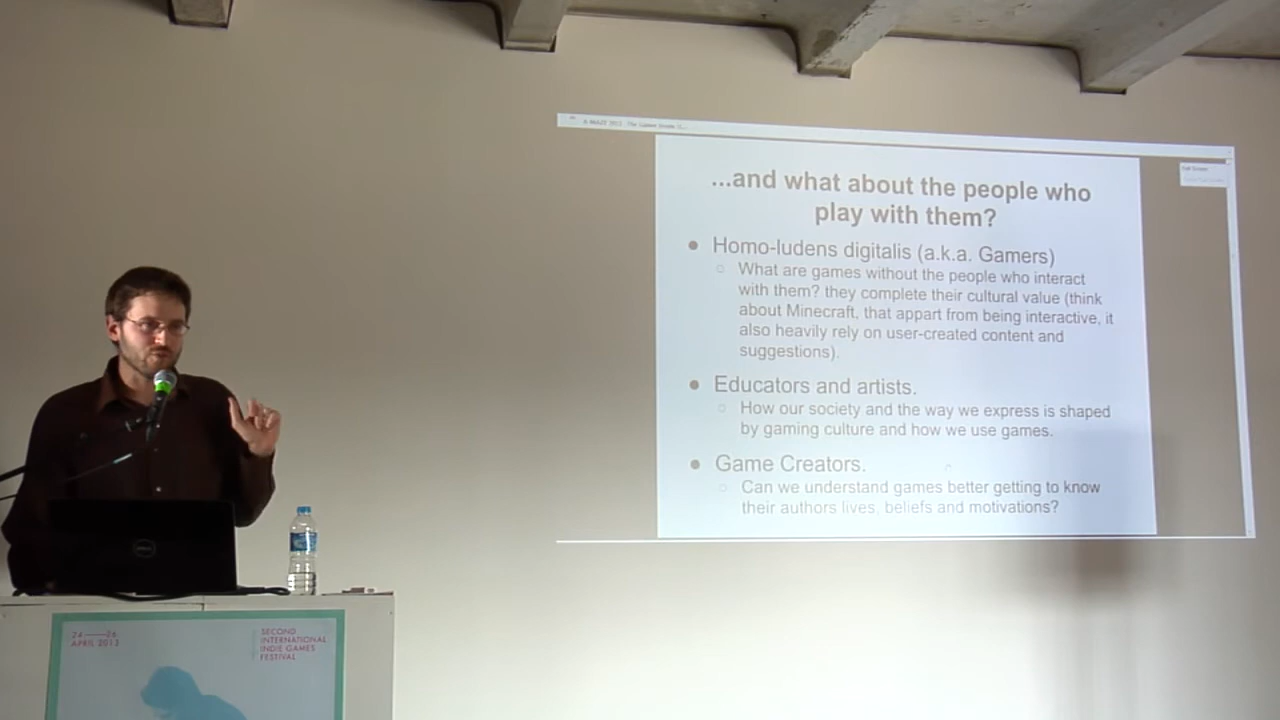 A MAZE 2013
...and what about the people who
play with them?
● Homo-ludens digitalis (a.k.a. Gamers)
○ What are games without the people who interact
with them? they complete their cultural value (think
about Minecraft, that appart from being interactive, it
also heavily rely on user-created content and
suggestions).
● Educators and artists.
○ How our society and the way we express is shaped
by gaming culture and how we use games.
● Game Creators.
○ Can we understand games better getting to know
their authors lives, beliefs and motivations?
DELL
24 — 26
APRIL 2013
SECOND
INTERNATIONAL
INDIE GAMES
FESTIVAL